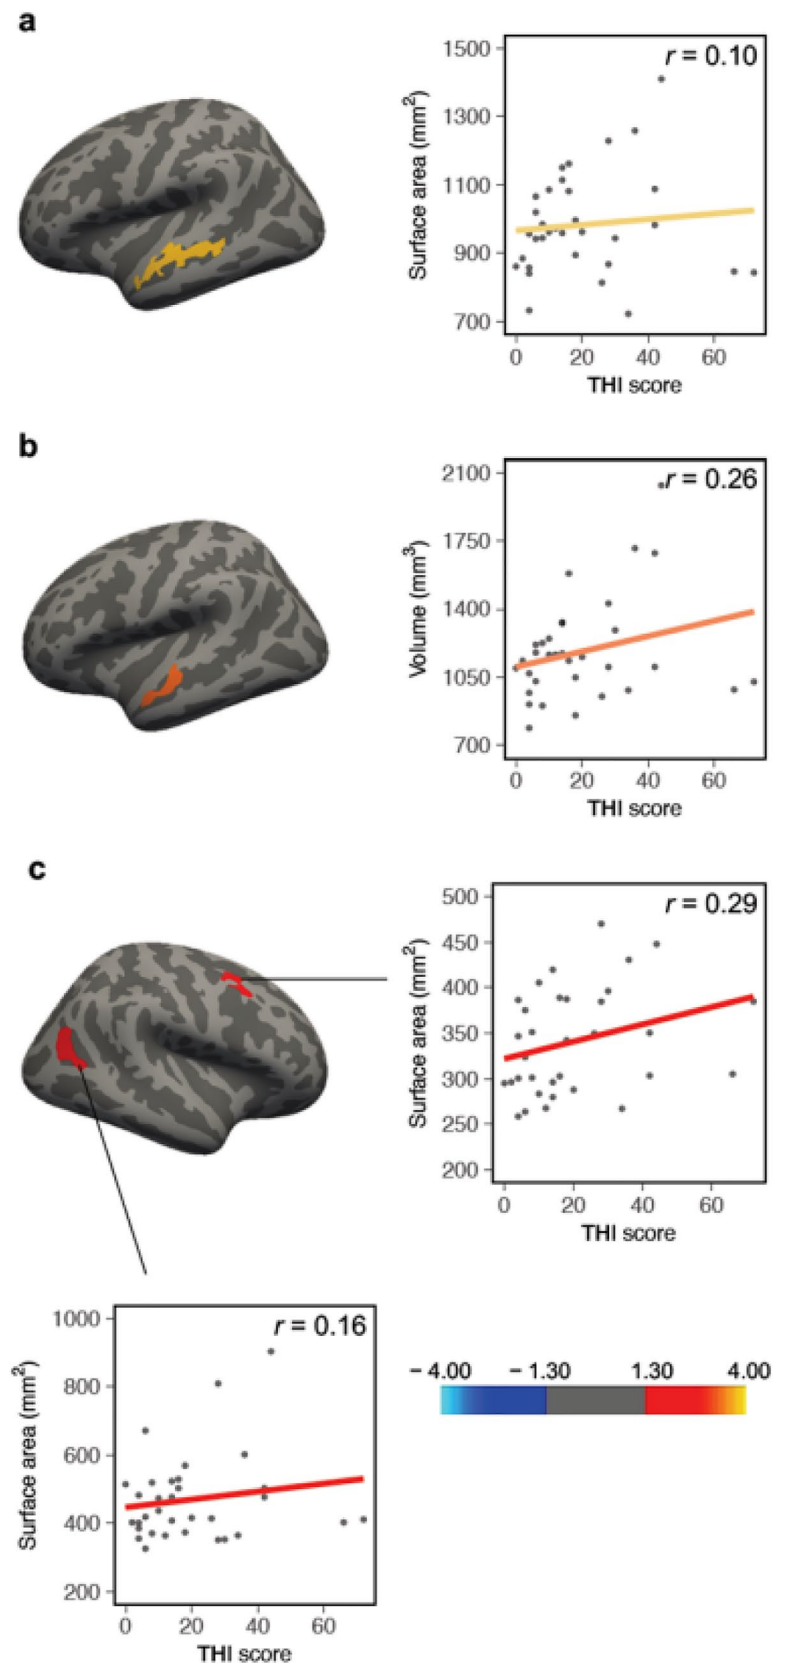 a
r = 0.10
1500
1300
1100
900
700
Surface area (mm²)
0 20 40 60
THI score
b
r = 0.26
2100
1750
1400
1050
700
Volume (mm³)
0 20 40 60
THI score
c
r = 0.29
500
450
400
350
300
250
200
Surface area (mm²)
0 20 40 60
THI score
r = 0.16
1000
800
600
400
200
Surface area (mm²)
0 20 40 60
THI score
− 4.00 − 1.30 1.30 4.00